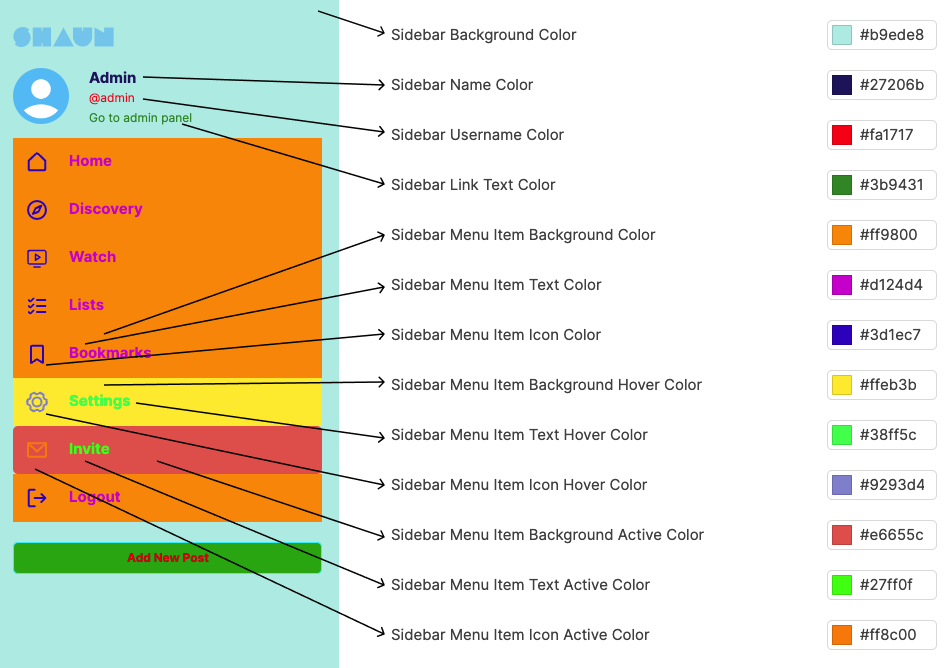 SHAUN
Admin
@admin
Go to admin panel
Home
Discovery
Watch
Lists
Bookmarks
Settings
Invite
Logout
Add New Post
Sidebar Background Color #b9ede8
Sidebar Name Color #27206b
Sidebar Username Color #fa1717
Sidebar Link Text Color #3b9431
Sidebar Menu Item Background Color #ff9800
Sidebar Menu Item Text Color #d124d4
Sidebar Menu Item Icon Color #3d1ec7
Sidebar Menu Item Background Hover Color #ffeb3b
Sidebar Menu Item Text Hover Color #38ff5c
Sidebar Menu Item Icon Hover Color #9293d4
Sidebar Menu Item Background Active Color #e6655c
Sidebar Menu Item Text Active Color #27ff0f
Sidebar Menu Item Icon Active Color #ff8c00